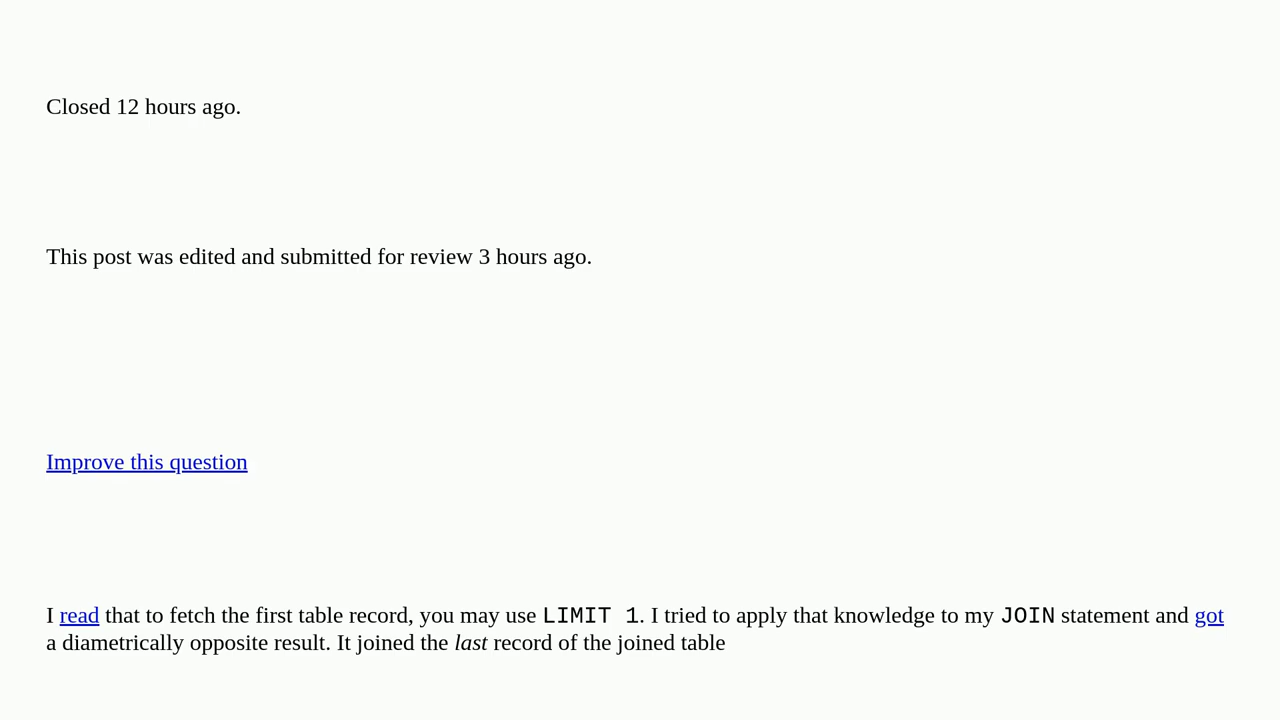 Closed 12 hours ago.
This post was edited and submitted for review 3 hours ago.
Improve this question
I read that to fetch the first table record, you may use LIMIT 1. I tried to apply that knowledge to my JOIN statement and got
a diametrically opposite result. It joined the last record of the joined table